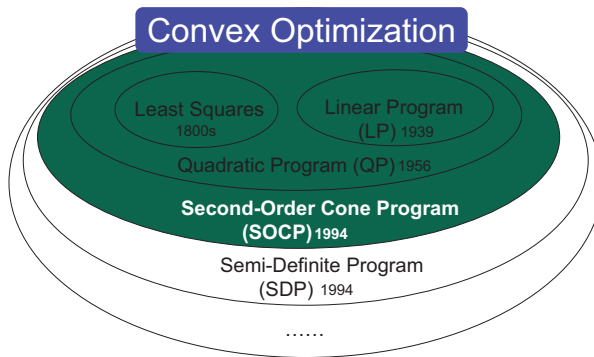 Convex Optimization
Least Squares
1800s
Linear Program
(LP) 1939
Quadratic Program (QP) 1956
Second-Order Cone Program
(SOCP) 1994
Semi-Definite Program
(SDP) 1994
......